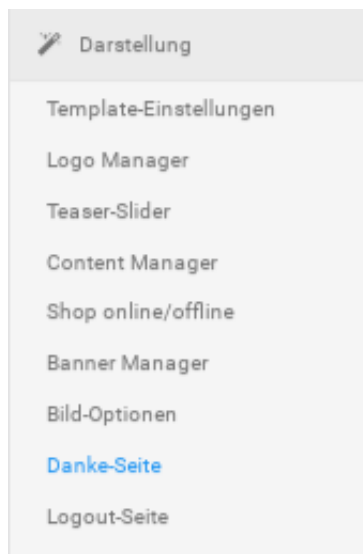 Darstellung
Template-Einstellungen
Logo Manager
Teaser-Slider
Content Manager
Shop online/offline
Banner Manager
Bild-Optionen
Danke-Seite
Logout-Seite